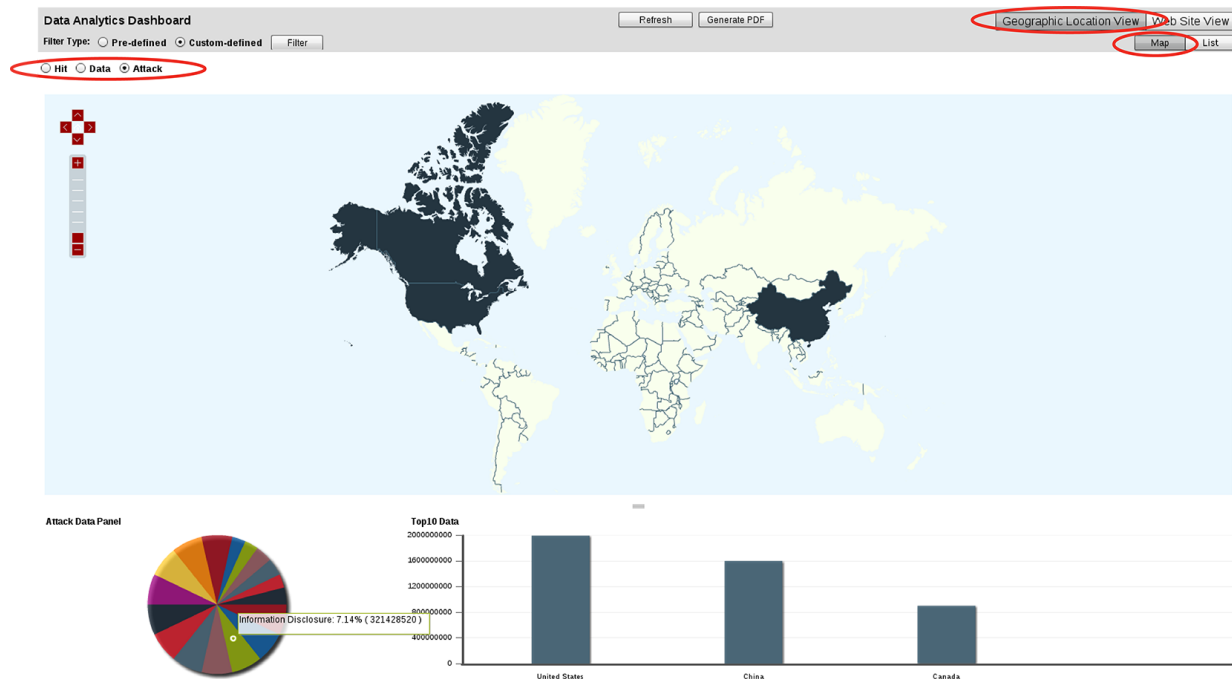 Data Analytics Dashboard
Refresh
Generate PDF
Geographic Location View
Web Site View
Filter Type:
Pre-defined
Custom-defined
Filter
Map
List
Hit
Data
Attack
Attack Data Panel
Information Disclosure: 7.14% ( 321428520 )
Top10 Data
2000000000
1600000000
1200000000
800000000
400000000
0
United States
China
Canada